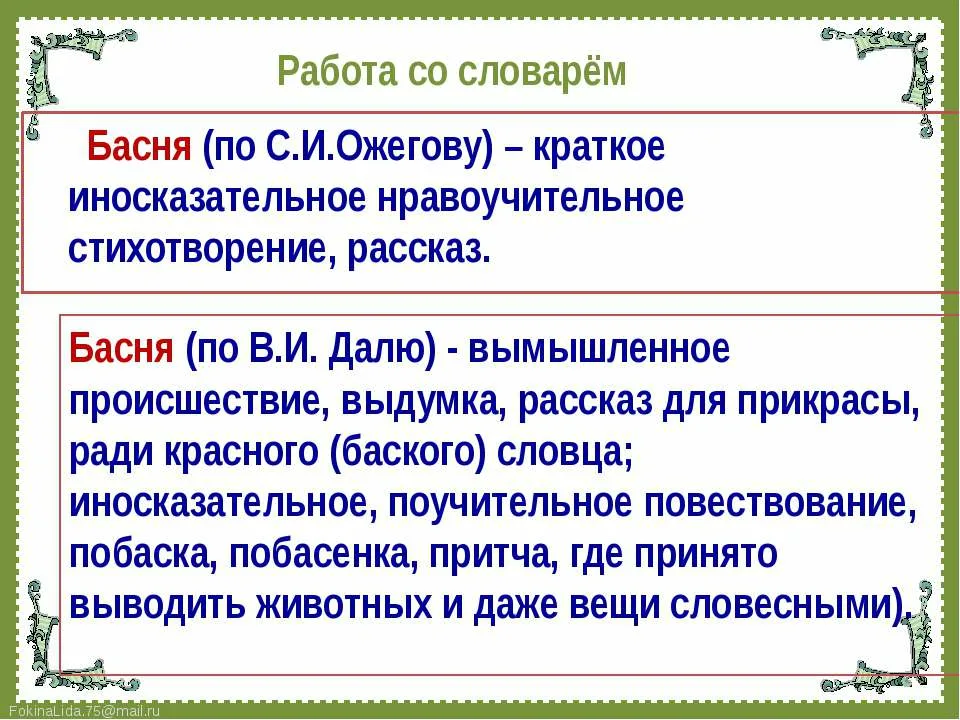 Работа со словарём
Басня (по С.И.Ожегову) – краткое
иносказательное нравоучительное
стихотворение, рассказ.
Басня (по В.И. Далю) - вымышленное
происшествие, выдумка, рассказ для прикрасы,
ради красного (баского) словца;
иносказательное, поучительное повествование,
побаска, побасенка, притча, где принято
выводить животных и даже вещи словесными).
FokinaLida.75@mail.ru